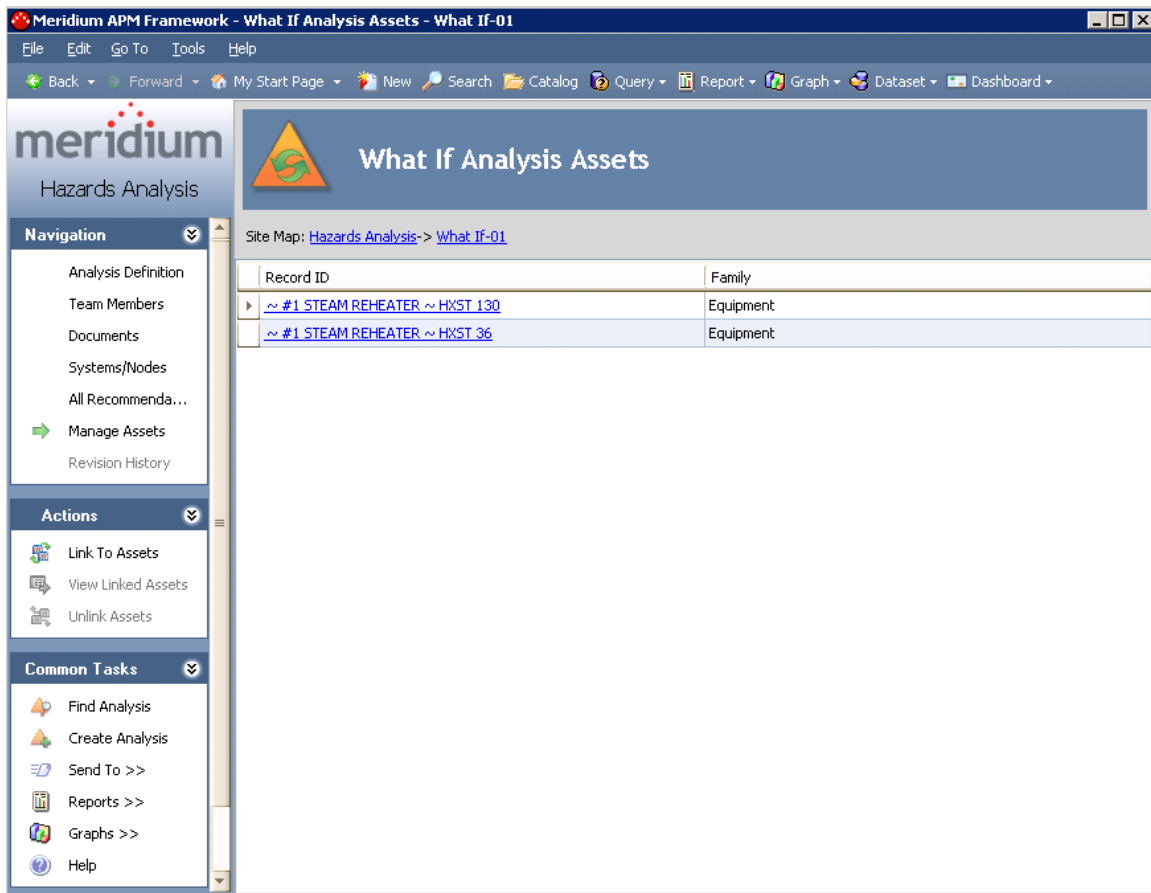 Meridium APM Framework - What If Analysis Assets - What If-01
File Edit Go To Tools Help
Back Forward My Start Page New Search Catalog Query Report Graph Dataset Dashboard
meridium
Hazards Analysis
What If Analysis Assets
Site Map: Hazards Analysis-> What If-01
Navigation
Analysis Definition
Team Members
Documents
Systems/Nodes
All Recommenda...
Manage Assets
Revision History
Record ID Family
~ #1 STEAM REHEATER ~ HXST 130 Equipment
~ #1 STEAM REHEATER ~ HXST 36 Equipment
Actions
Link To Assets
View Linked Assets
Unlink Assets
Common Tasks
Find Analysis
Create Analysis
Send To >>
Reports >>
Graphs >>
Help